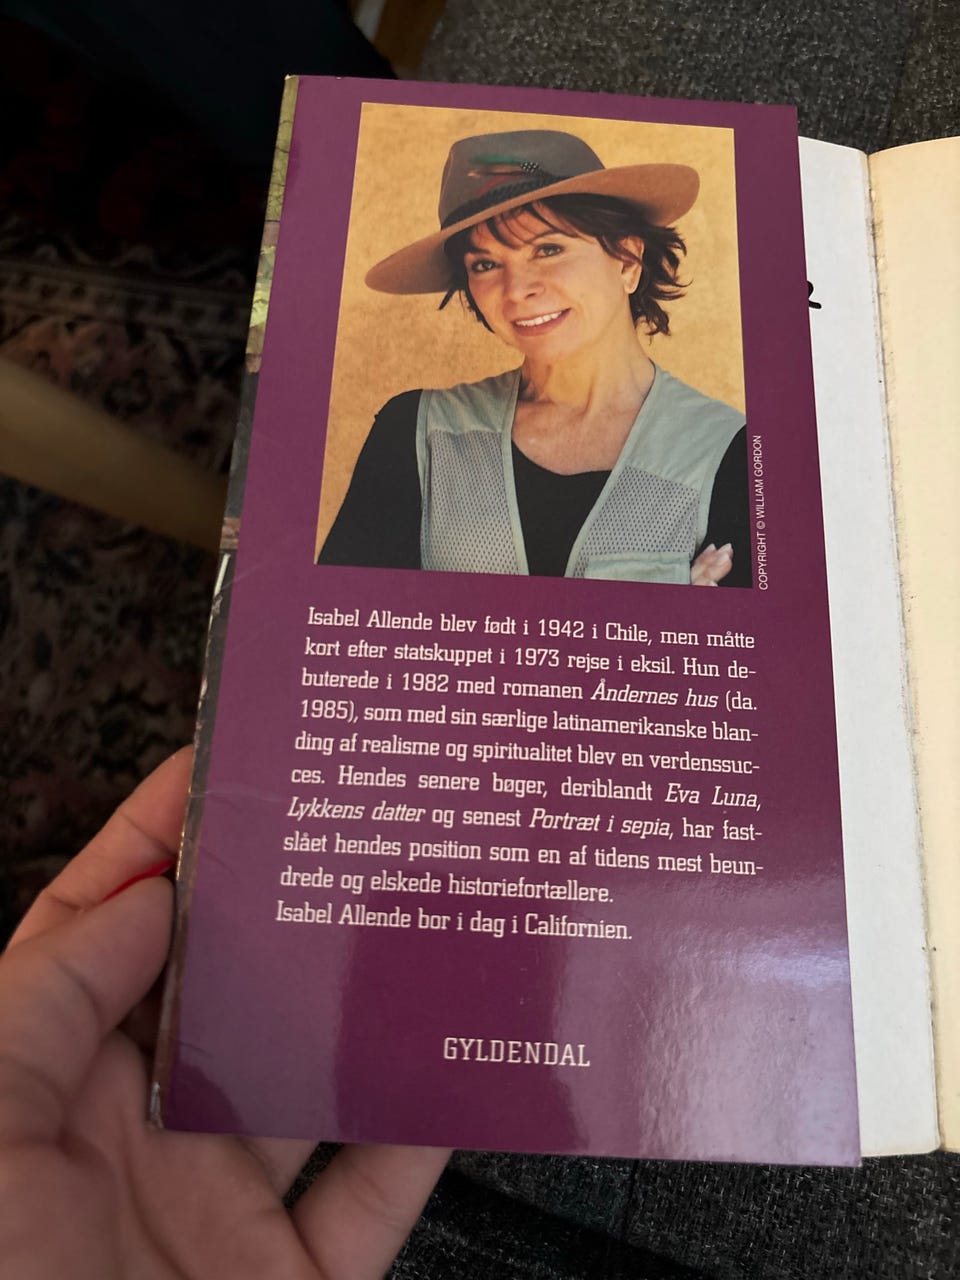 COPYRIGHT © WILLIAM GORDON
Isabel Allende blev født i 1942 i Chile, men måtte
kort efter statskuppet i 1973 rejse i eksil. Hun de-
buterede i 1982 med romanen Åndernes hus (da.
1985), som med sin særlige latinamerikanske blan-
ding af realisme og spiritualitet blev en verdenssuc-
ces. Hendes senere bøger, deriblandt Eva Luna,
Lykkens datter og senest Portræt i sepia, har fast-
slået hendes position som en af tidens mest beun-
drede og elskede historiefortællere.
Isabel Allende bor i dag i Californien.
GYLDENDAL